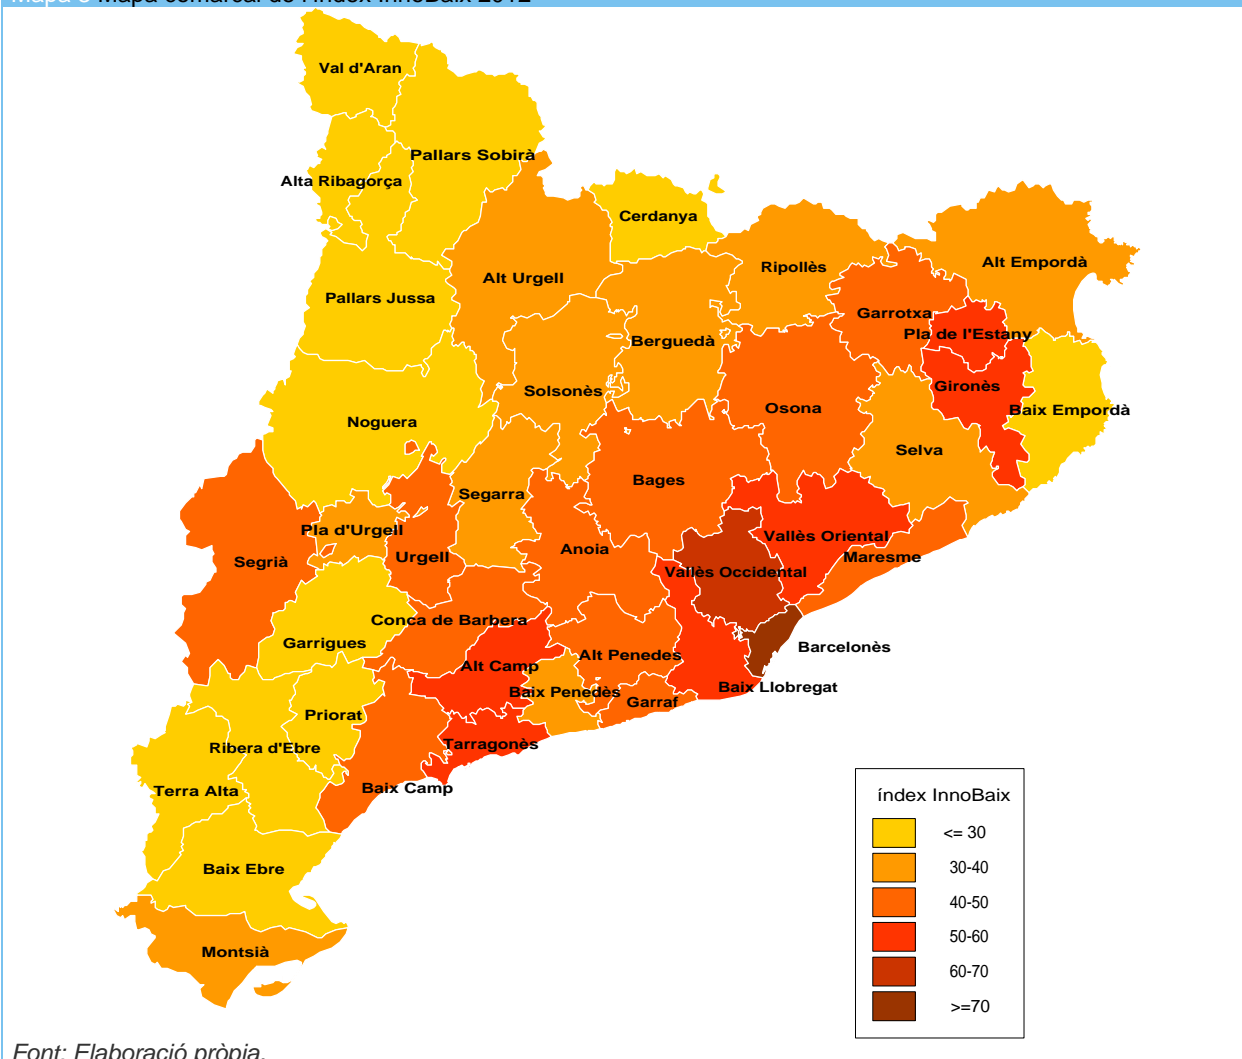 Mapa 3 Mapa comarcal de l'Índex InnoBaix 2012
Val d'Aran
Pallars Sobirà
Alta Ribagorça
Cerdanya
Alt Urgell
Ripollès
Alt Empordà
Pallars Jussa
Garrotxa
Pla de l'Estany
Berguedà
Solsonès
Gironès
Osona
Baix Empordà
Noguera
Selva
Bages
Segarra
Pla d'Urgell
Vallès Oriental
Anoia
Urgell
Maresme
Segrià
Vallès Occidental
Conca de Barbera
Garrigues
Barcelonès
Alt Penedes
Alt Camp
Baix Llobregat
Baix Penedès
Garraf
Priorat
Tarragonès
Ribera d'Ebre
Baix Camp
Terra Alta
Baix Ebre
Montsià
índex InnoBaix
<= 30
30-40
40-50
50-60
60-70
>=70
Font: Elaboració pròpia.